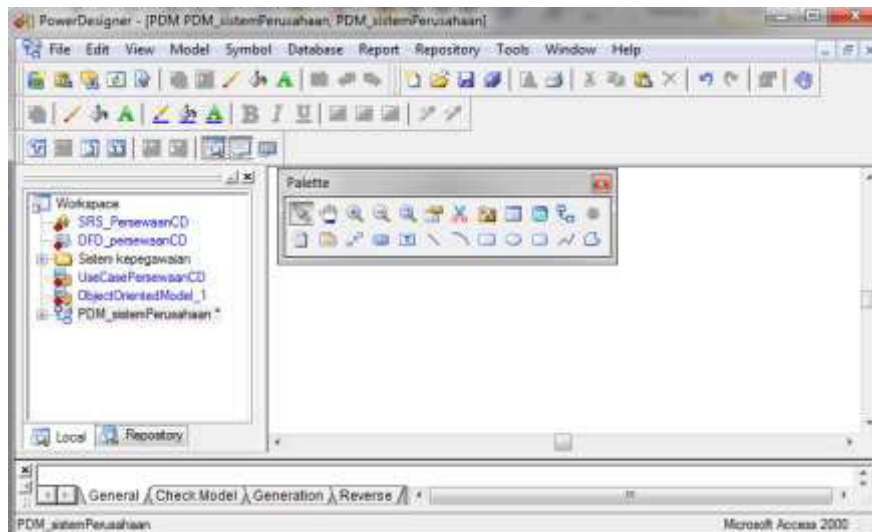 PowerDesigner - [PDM PDM_sistemPerusahaan, PDM_sistemPerusahaan]
File Edit View Model Symbol Database Report Repository Tools Window Help
Palette
Workspace
SRS_PersewaanCD
DFD_persewaanCD
Sistem kepegawaian
UseCasePersewaanCD
ObjectOrientedModel_1
PDM_sistemPerusahaan *
Local Repository
General Check Model Generation Reverse
PDM_sistemPerusahaan Microsoft Access 2000